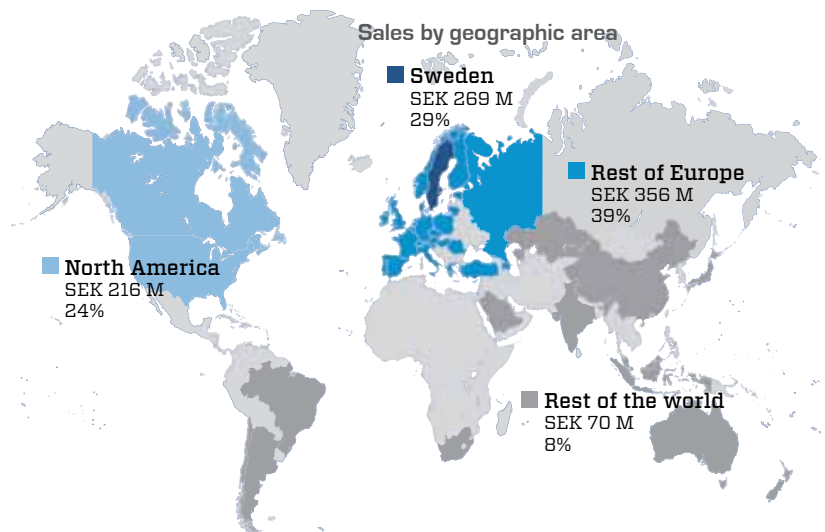 Sales by geographic area
Sweden
SEK 269 M
29%
Rest of Europe
SEK 356 M
39%
North America
SEK 216 M
24%
Rest of the world
SEK 70 M
8%